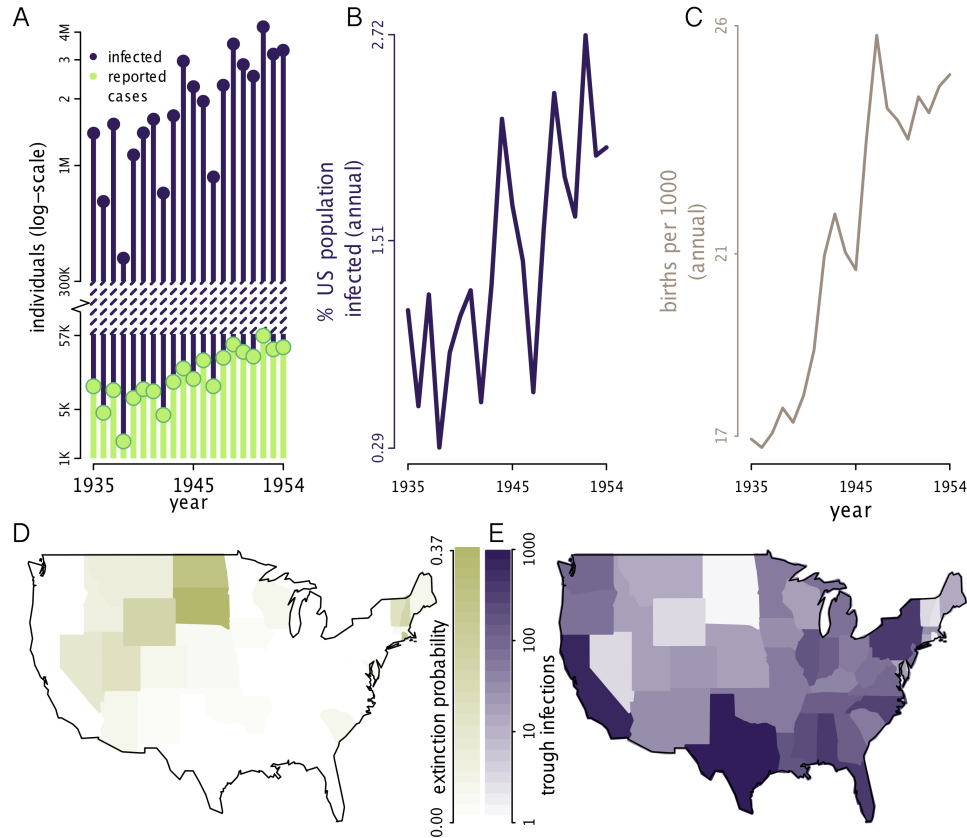 A
4M
3
2
1M
300K
57K
5K
1K
individuals (log−scale)
infected
reported
cases
1935
1945
1954
year
B
2.72
1.51
0.29
% US population
infected (annual)
1935
1945
1954
C
26
21
17
births per 1000
(annual)
1935
1945
1954
year
D
0.37
0.00
extinction probability
E
1000
100
10
1
trough infections